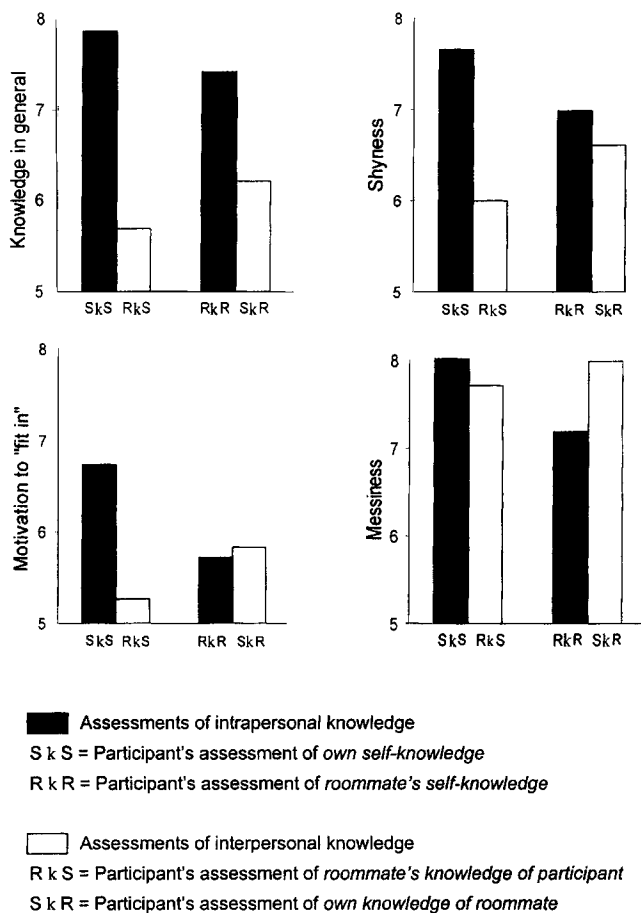 8
7
6
5
Knowledge in general
SkS RkS RkR SkR
8
7
6
5
Shyness
SkS RkS RkR SkR
8
7
6
5
Motivation to "fit in"
SkS RkS RkR SkR
8
7
6
5
Messiness
SkS RkS RkR SkR
Assessments of intrapersonal knowledge
S k S = Participant's assessment of own self-knowledge
R k R = Participant's assessment of roommate's self-knowledge
Assessments of interpersonal knowledge
R k S = Participant's assessment of roommate's knowledge of participant
S k R = Participant's assessment of own knowledge of roommate